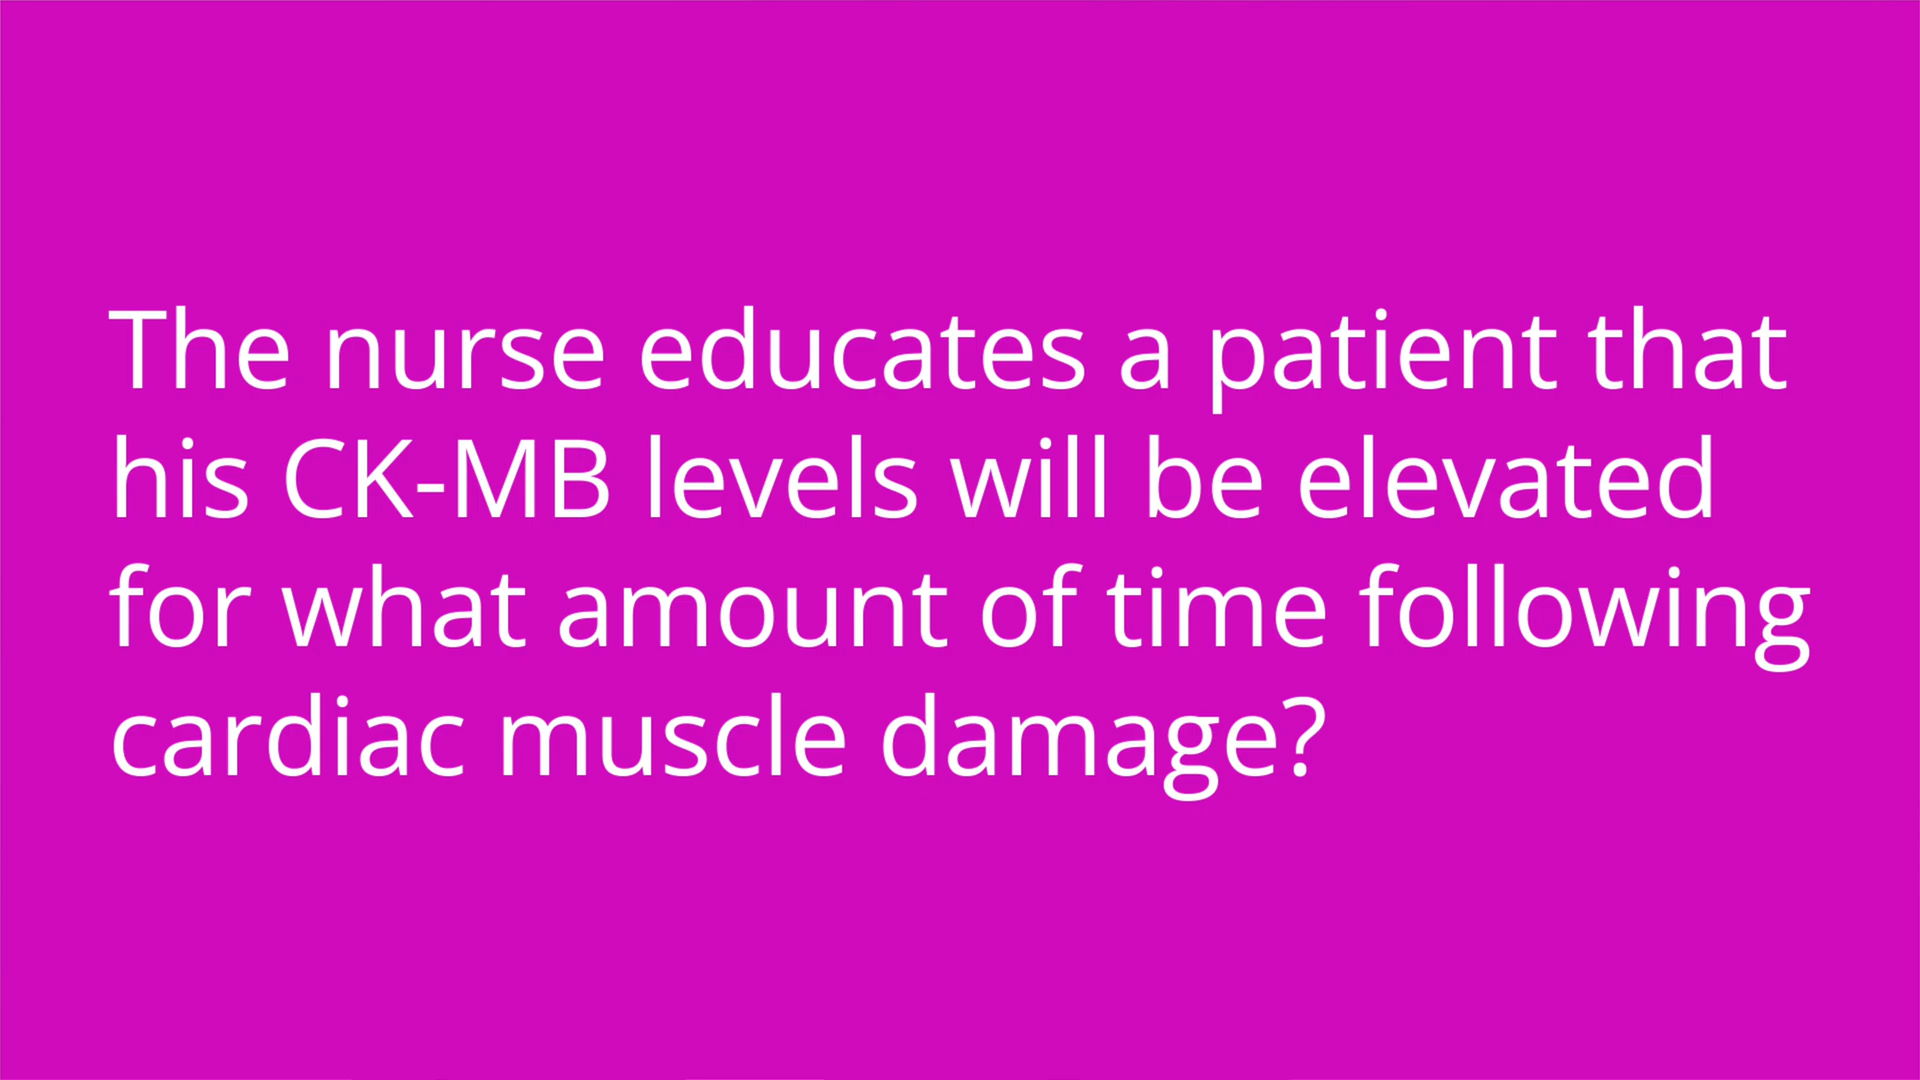 The nurse educates a patient that
his CK-MB levels will be elevated
for what amount of time following
cardiac muscle damage?